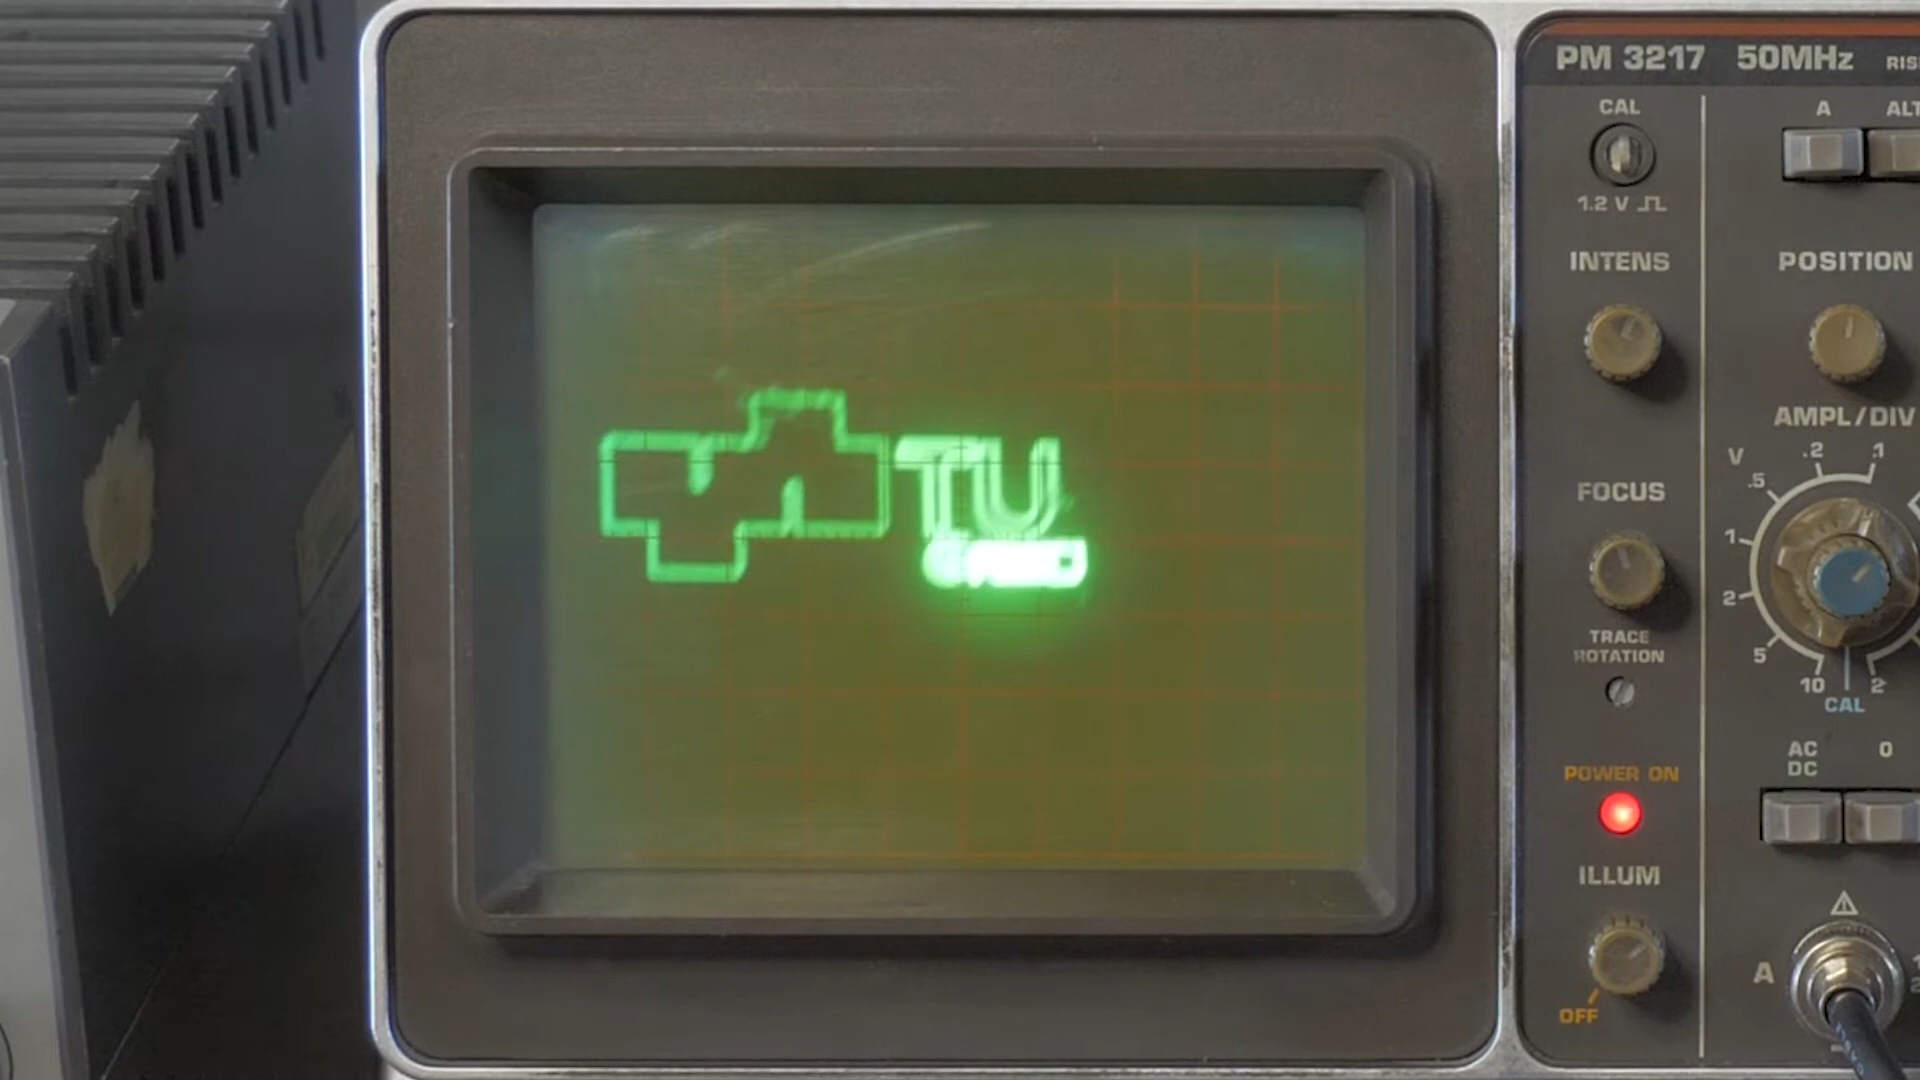 PM 3217 50MHz
CAL
A
1.2 V
INTENS
POSITION
TU
AMPL/DIV
V
.2 .1
.5
FOCUS
1
2
TRACE
ROTATION
5
10 2
CAL
AC 0
DC
POWER ON
ILLUM
A
OFF